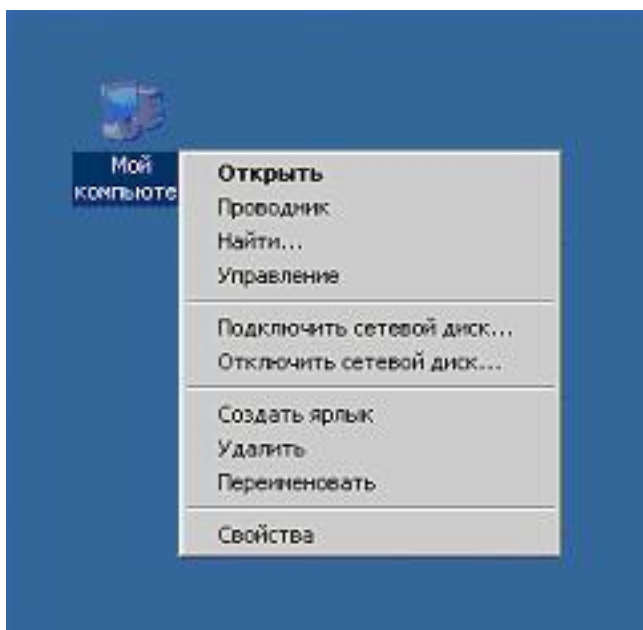 Мой
компьюте
Открыть
Проводник
Найти...
Управление
Подключить сетевой диск...
Отключить сетевой диск...
Создать ярлык
Удалить
Переименовать
Свойства